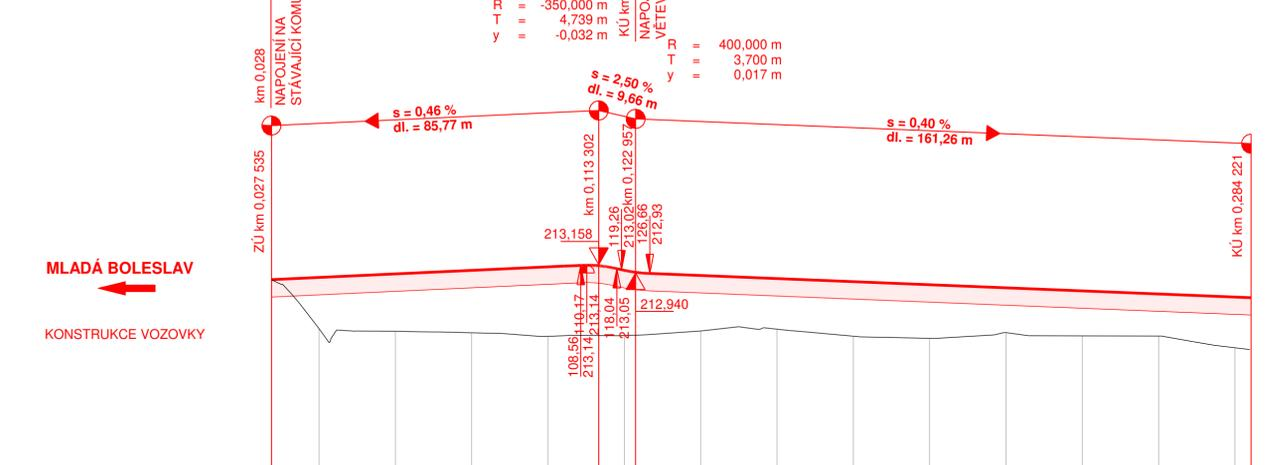 R = -350,000 m
T = 4,739 m
y = -0,032 m
KÚ km
km 0,028
NAPOJENÍ NA
STÁVAJÍCÍ KOMU
R = 400,000 m
T = 3,700 m
y = 0,017 m
s = 0,46 %
dl. = 85,77 m
s = 2,50 %
dl. = 9,66 m
s = 0,40 %
dl. = 161,26 m
ZÚ km 0,027 535
km 0,113 302
km 0,122 957
KÚ km 0,284 221
213,158
119,26
213,02
126,66
212,93
MLADÁ BOLESLAV
108,56
213,14
110,17
213,14
118,04
213,05
212,940
KONSTRUKCE VOZOVKY